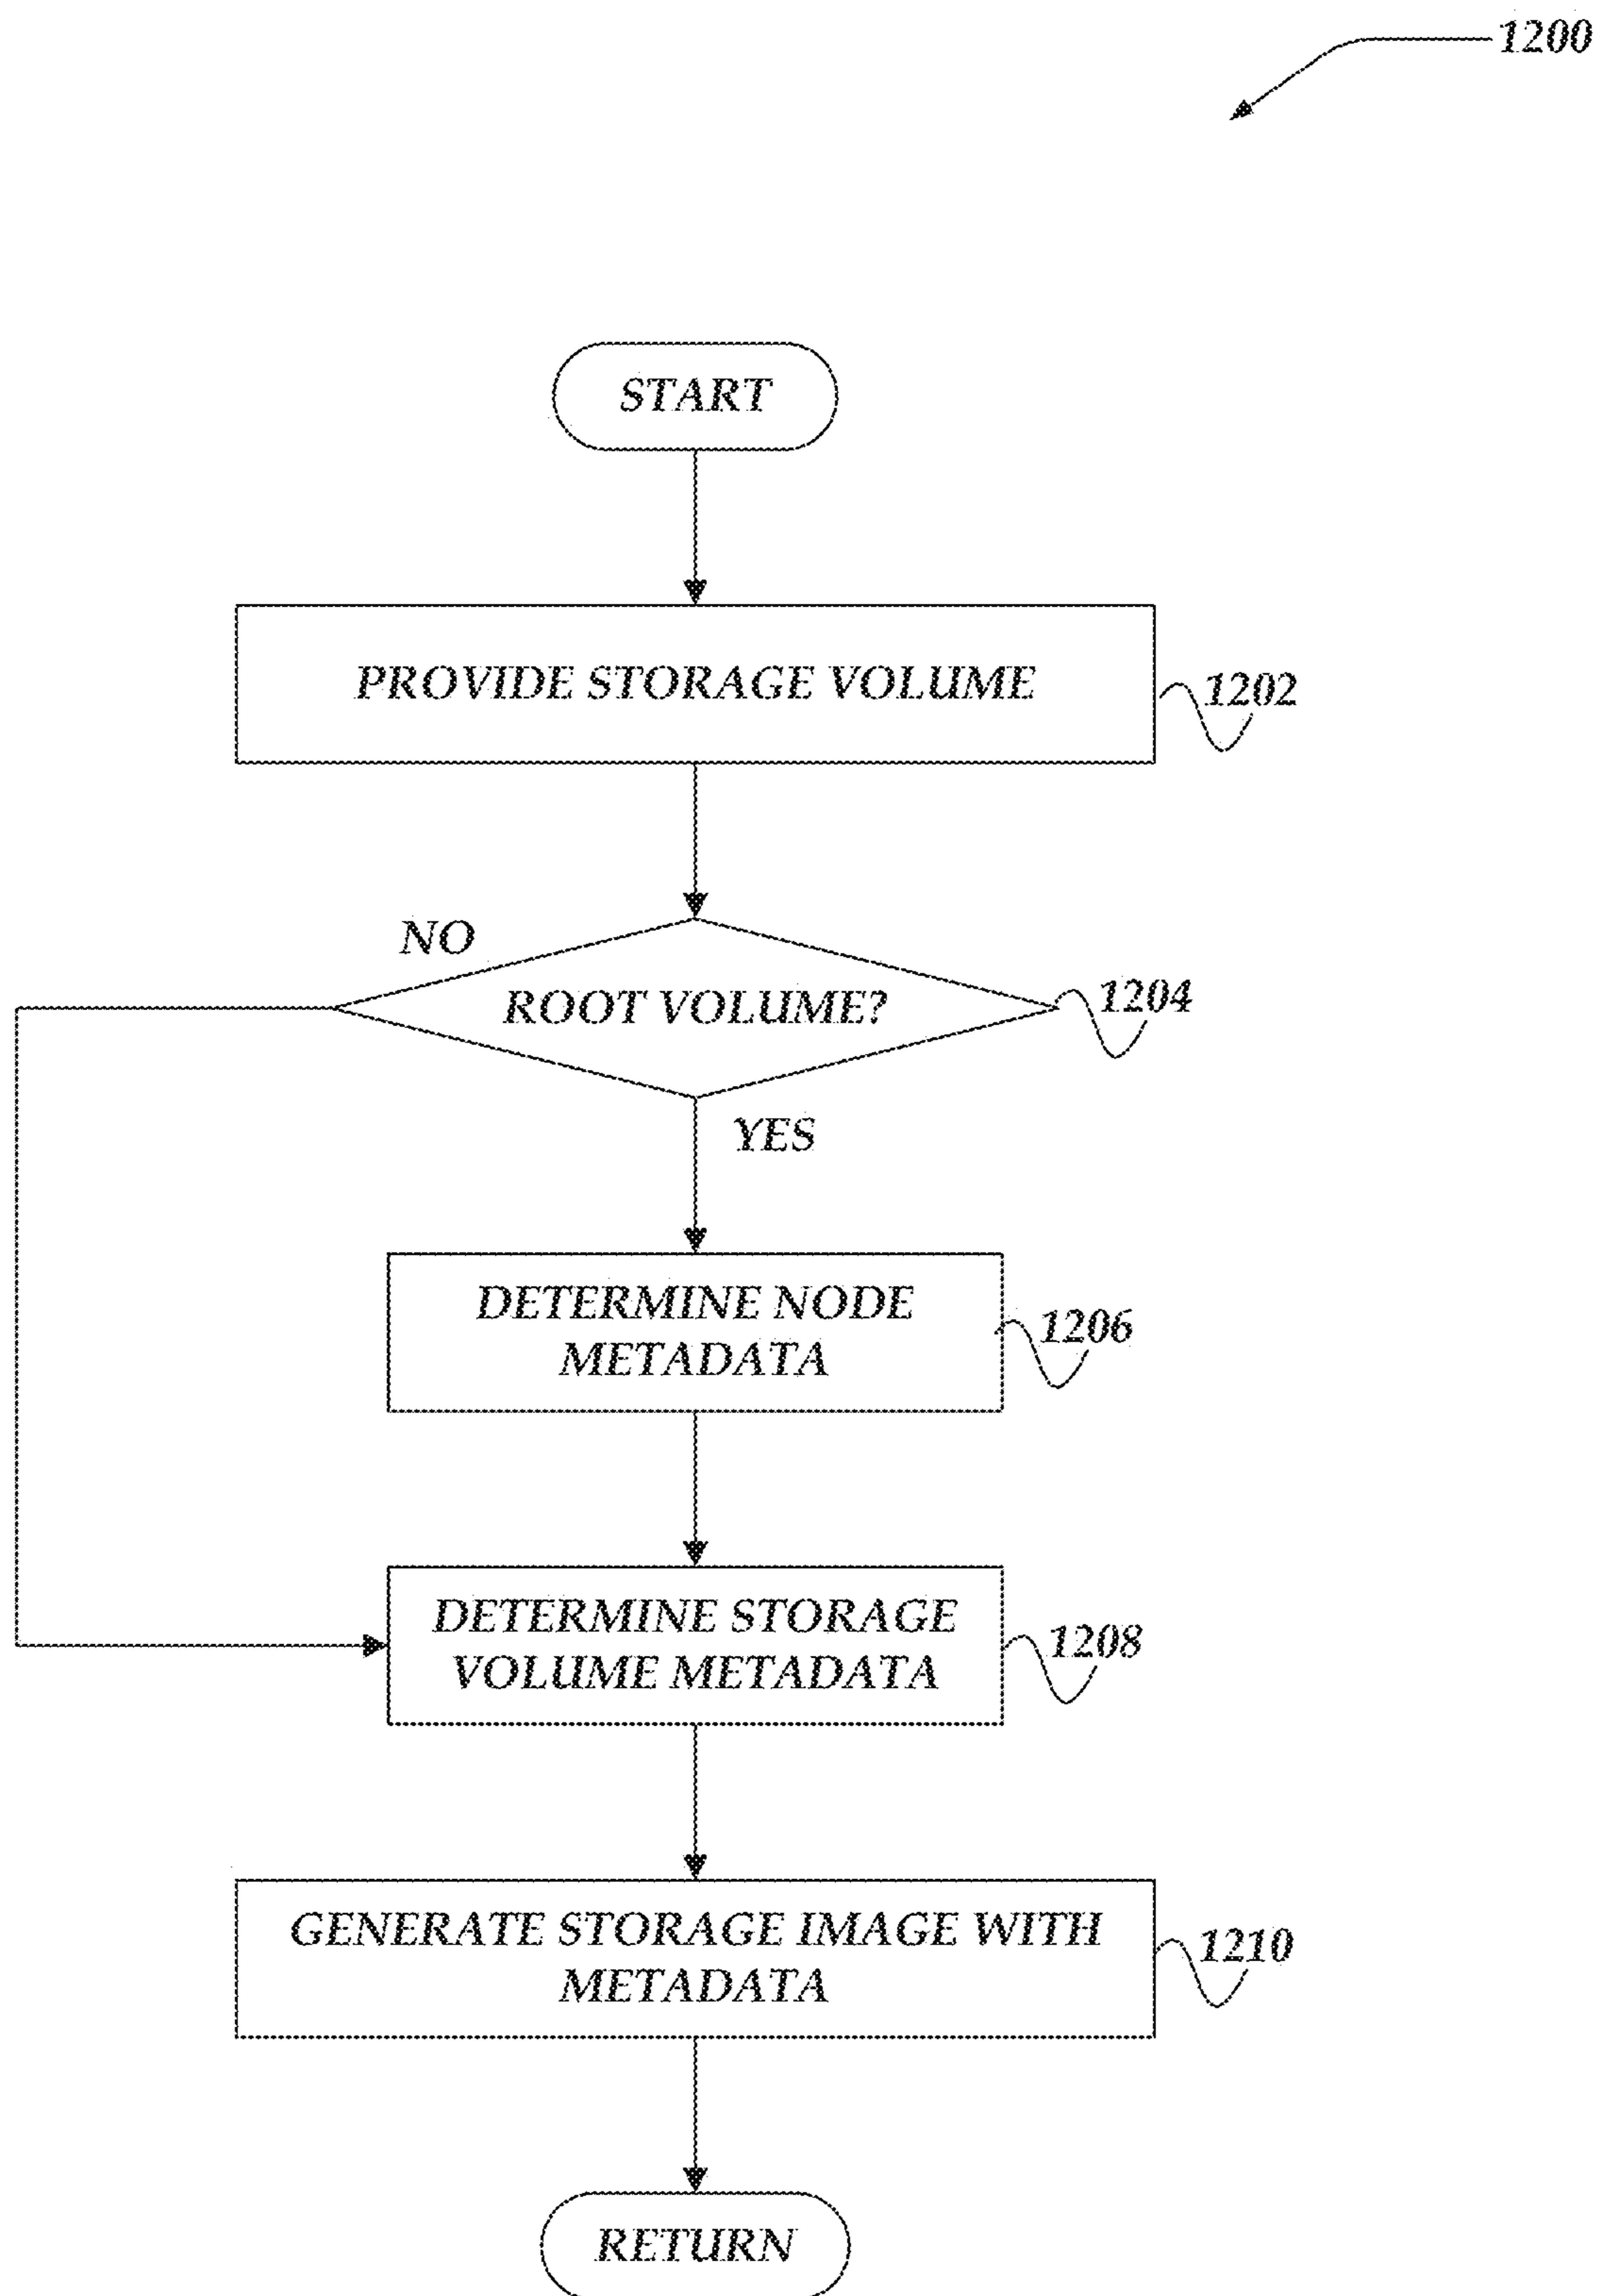 1200
START
PROVIDE STORAGE VOLUME
1202
NO
ROOT VOLUME?
1204
YES
DETERMINE NODE
METADATA
1206
DETERMINE STORAGE
VOLUME METADATA
1208
GENERATE STORAGE IMAGE WITH
METADATA
1210
RETURN